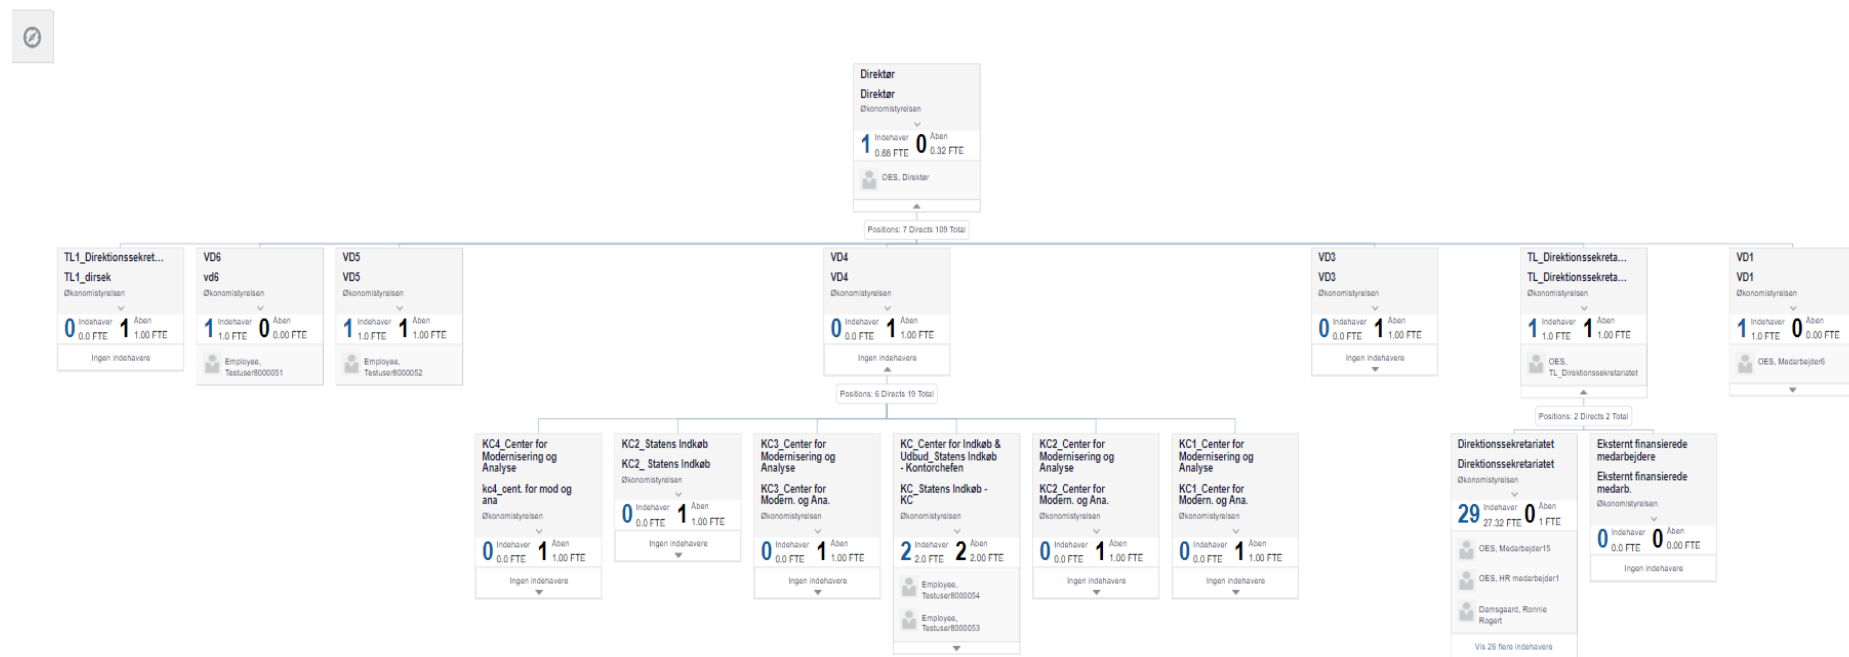 Direktør
Direktør
Økonomistyrelsen
1 Indehaver 0.68 FTE 0 Åben 0.32 FTE
OES, Direktør
Positions: 7 Directs 109 Total
TL1_Direktionssekret...
TL1_dirsek
Økonomistyrelsen
0 Indehaver 0.0 FTE 1 Åben 1.00 FTE
Ingen indehavere
VD6
vd6
Økonomistyrelsen
1 Indehaver 1.0 FTE 0 Åben 0.00 FTE
Employee,
Testuser8000051
VD5
VD5
Økonomistyrelsen
1 Indehaver 1.0 FTE 1 Åben 1.00 FTE
Employee,
Testuser8000052
VD4
VD4
Økonomistyrelsen
0 Indehaver 0.0 FTE 1 Åben 1.00 FTE
Ingen indehavere
VD3
VD3
Økonomistyrelsen
0 Indehaver 0.0 FTE 1 Åben 1.00 FTE
Ingen indehavere
TL_Direktionssekreta...
TL_Direktionssekreta...
Økonomistyrelsen
1 Indehaver 1.0 FTE 1 Åben 1.00 FTE
OES,
TL_Direktionssekretariatet
VD1
VD1
Økonomistyrelsen
1 Indehaver 1.0 FTE 0 Åben 0.00 FTE
OES, Medarbejder6
Positions: 6 Directs 19 Total
Positions: 2 Directs 2 Total
KC4_Center for
Modernisering og
Analyse
kc4_cent. for mod og
ana
Økonomistyrelsen
0 Indehaver 0.0 FTE 1 Åben 1.00 FTE
Ingen indehavere
KC2_Statens Indkøb
KC2_ Statens Indkøb
Økonomistyrelsen
0 Indehaver 0.0 FTE 1 Åben 1.00 FTE
Ingen indehavere
KC3_Center for
Modernisering og
Analyse
KC3_Center for
Modern. og Ana.
Økonomistyrelsen
0 Indehaver 0.0 FTE 1 Åben 1.00 FTE
Ingen indehavere
KC_Center for Indkøb &
Udbud_Statens Indkøb
- Kontorchefen
KC_Statens Indkøb -
KC
Økonomistyrelsen
2 Indehaver 2.0 FTE 2 Åben 2.00 FTE
Employee,
Testuser8000054
Employee,
Testuser8000053
KC2_Center for
Modernisering og
Analyse
KC2_Center for
Modern. og Ana.
Økonomistyrelsen
0 Indehaver 0.0 FTE 1 Åben 1.00 FTE
Ingen indehavere
KC1_Center for
Modernisering og
Analyse
KC1_Center for
Modern. og Ana.
Økonomistyrelsen
0 Indehaver 0.0 FTE 1 Åben 1.00 FTE
Ingen indehavere
Direktionssekretariatet
Direktionssekretariatet
Økonomistyrelsen
29 Indehaver 27.32 FTE 0 Åben 1 FTE
OES, Medarbejder15
OES, HR medarbejder1
Damsgaard, Ronnie
Rogert
Vis 26 flere indehavere
Eksternt finansierede
medarbejdere
Eksternt finansierede
medarb.
Økonomistyrelsen
0 Indehaver 0.0 FTE 0 Åben 0.00 FTE
Ingen indehavere